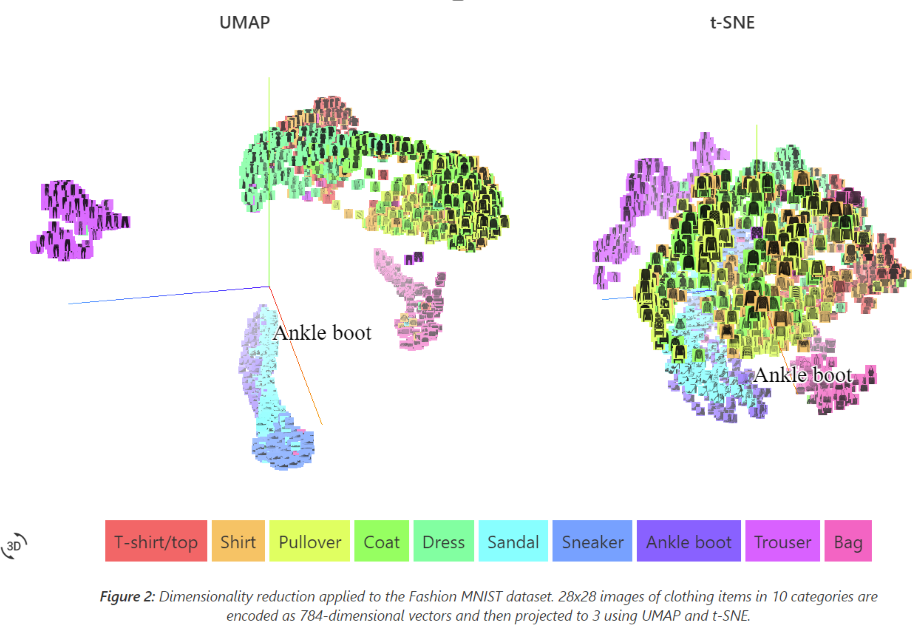 UMAP
t-SNE
Ankle boot
Ankle boot
3D
T-shirt/top
Shirt
Pullover
Coat
Dress
Sandal
Sneaker
Ankle boot
Trouser
Bag
Figure 2: Dimensionality reduction applied to the Fashion MNIST dataset. 28x28 images of clothing items in 10 categories are
encoded as 784-dimensional vectors and then projected to 3 using UMAP and t-SNE.